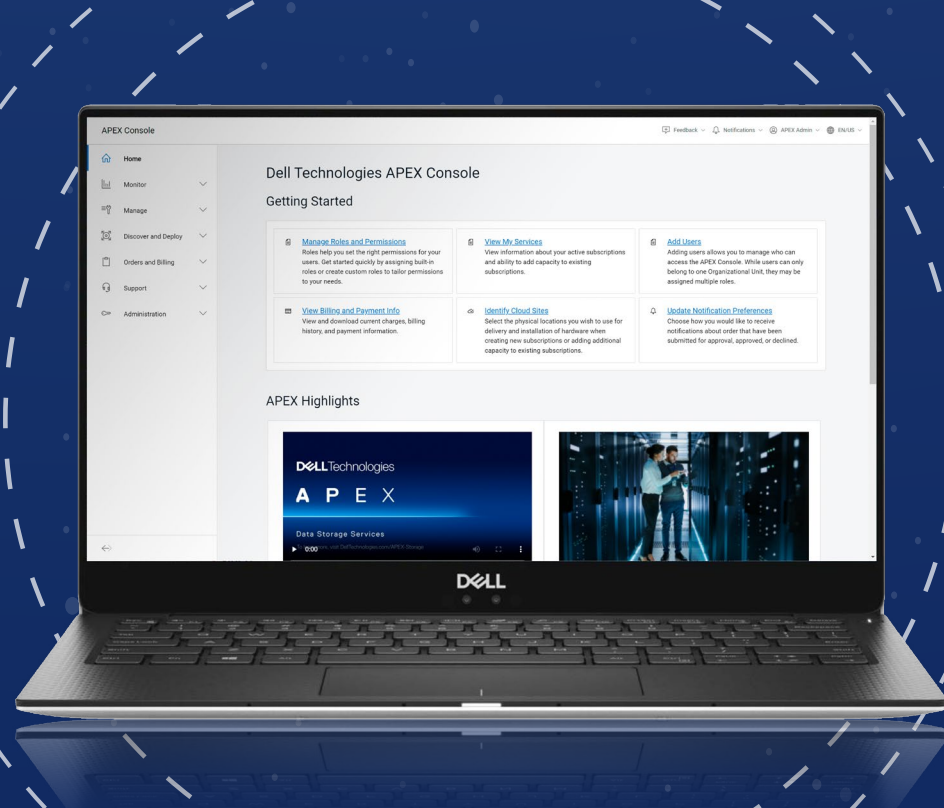 APEX Console
Feedback
Notifications
APEX Admin
EN/US
Home
Monitor
Manage
Discover and Deploy
Orders and Billing
Support
Administration
Dell Technologies APEX Console
Getting Started
Manage Roles and Permissions
Roles help you set the right permissions for your
users. Get started quickly by assigning built-in
roles or create custom roles to tailor permissions
to your needs.
View My Services
View information about your active subscriptions
and ability to add capacity to existing
subscriptions.
Add Users
Adding users allows you to manage who can
access the APEX Console. While users can only
belong to one Organizational Unit, they may be
assigned multiple roles.
View Billing and Payment Info
View and download current charges, billing
history, and payment information.
Identify Cloud Sites
Select the physical locations you wish to use for
delivery and installation of hardware when
creating new subscriptions or adding additional
capacity to existing subscriptions.
Update Notification Preferences
Choose how you would like to receive
notifications about order that have been
submitted for approval, approved, or declined.
APEX Highlights
DELLTechnologies
APEX
Data Storage Services
0:00
DELL